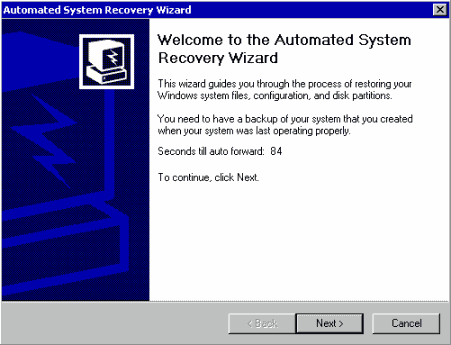 Automated System Recovery Wizard
Welcome to the Automated System
Recovery Wizard
This wizard guides you through the process of restoring your
Windows system files, configuration, and disk partitions.
You need to have a backup of your system that you created
when your system was last operating properly.
Seconds till auto forward: 84
To continue, click Next.
< Back
Next >
Cancel